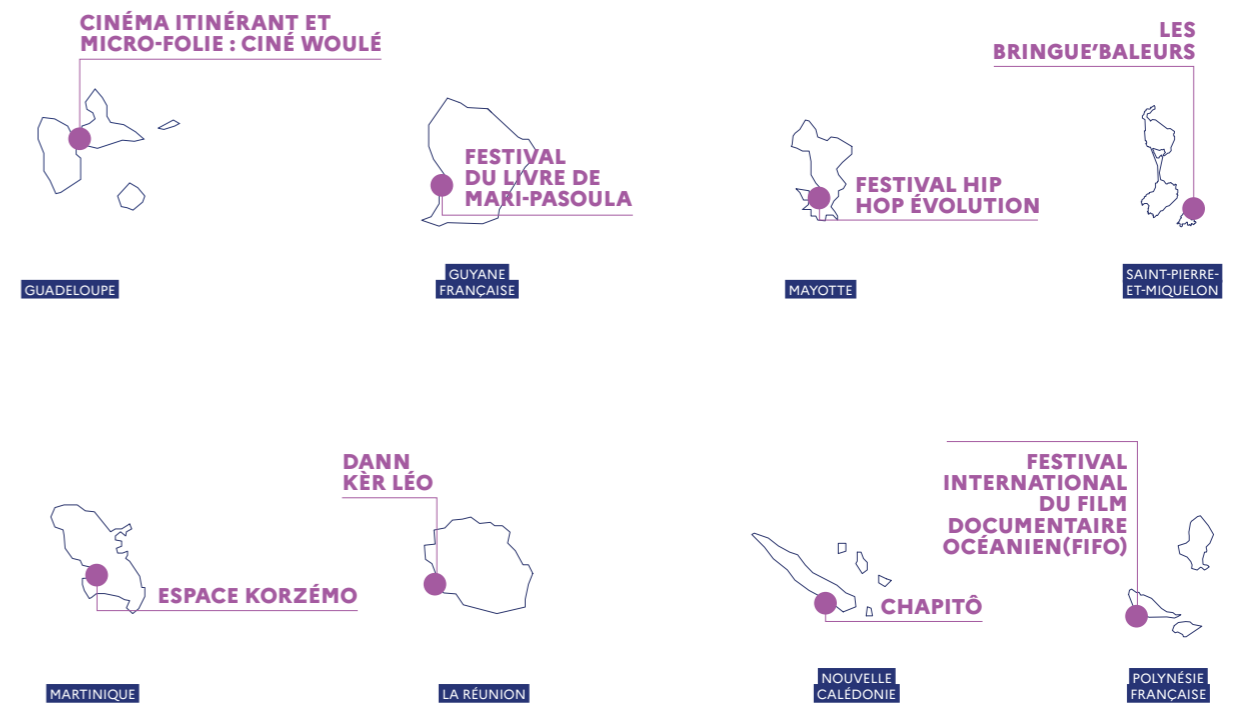 CINÉMA ITINÉRANT ET
MICRO-FOLIE : CINÉ WOULÉ
GUADELOUPE
FESTIVAL
DU LIVRE DE
MARI-PASOULA
GUYANE
FRANÇAISE
FESTIVAL HIP
HOP ÉVOLUTION
MAYOTTE
LES
BRINGUE’BALEURS
SAINT-PIERRE-
ET-MIQUELON
ESPACE KORZÉMO
MARTINIQUE
DANN
KÈR LÉO
LA RÉUNION
CHAPITÔ
NOUVELLE
CALÉDONIE
FESTIVAL
INTERNATIONAL
DU FILM
DOCUMENTAIRE
OCÉANIEN(FIFO)
POLYNÉSIE
FRANÇAISE